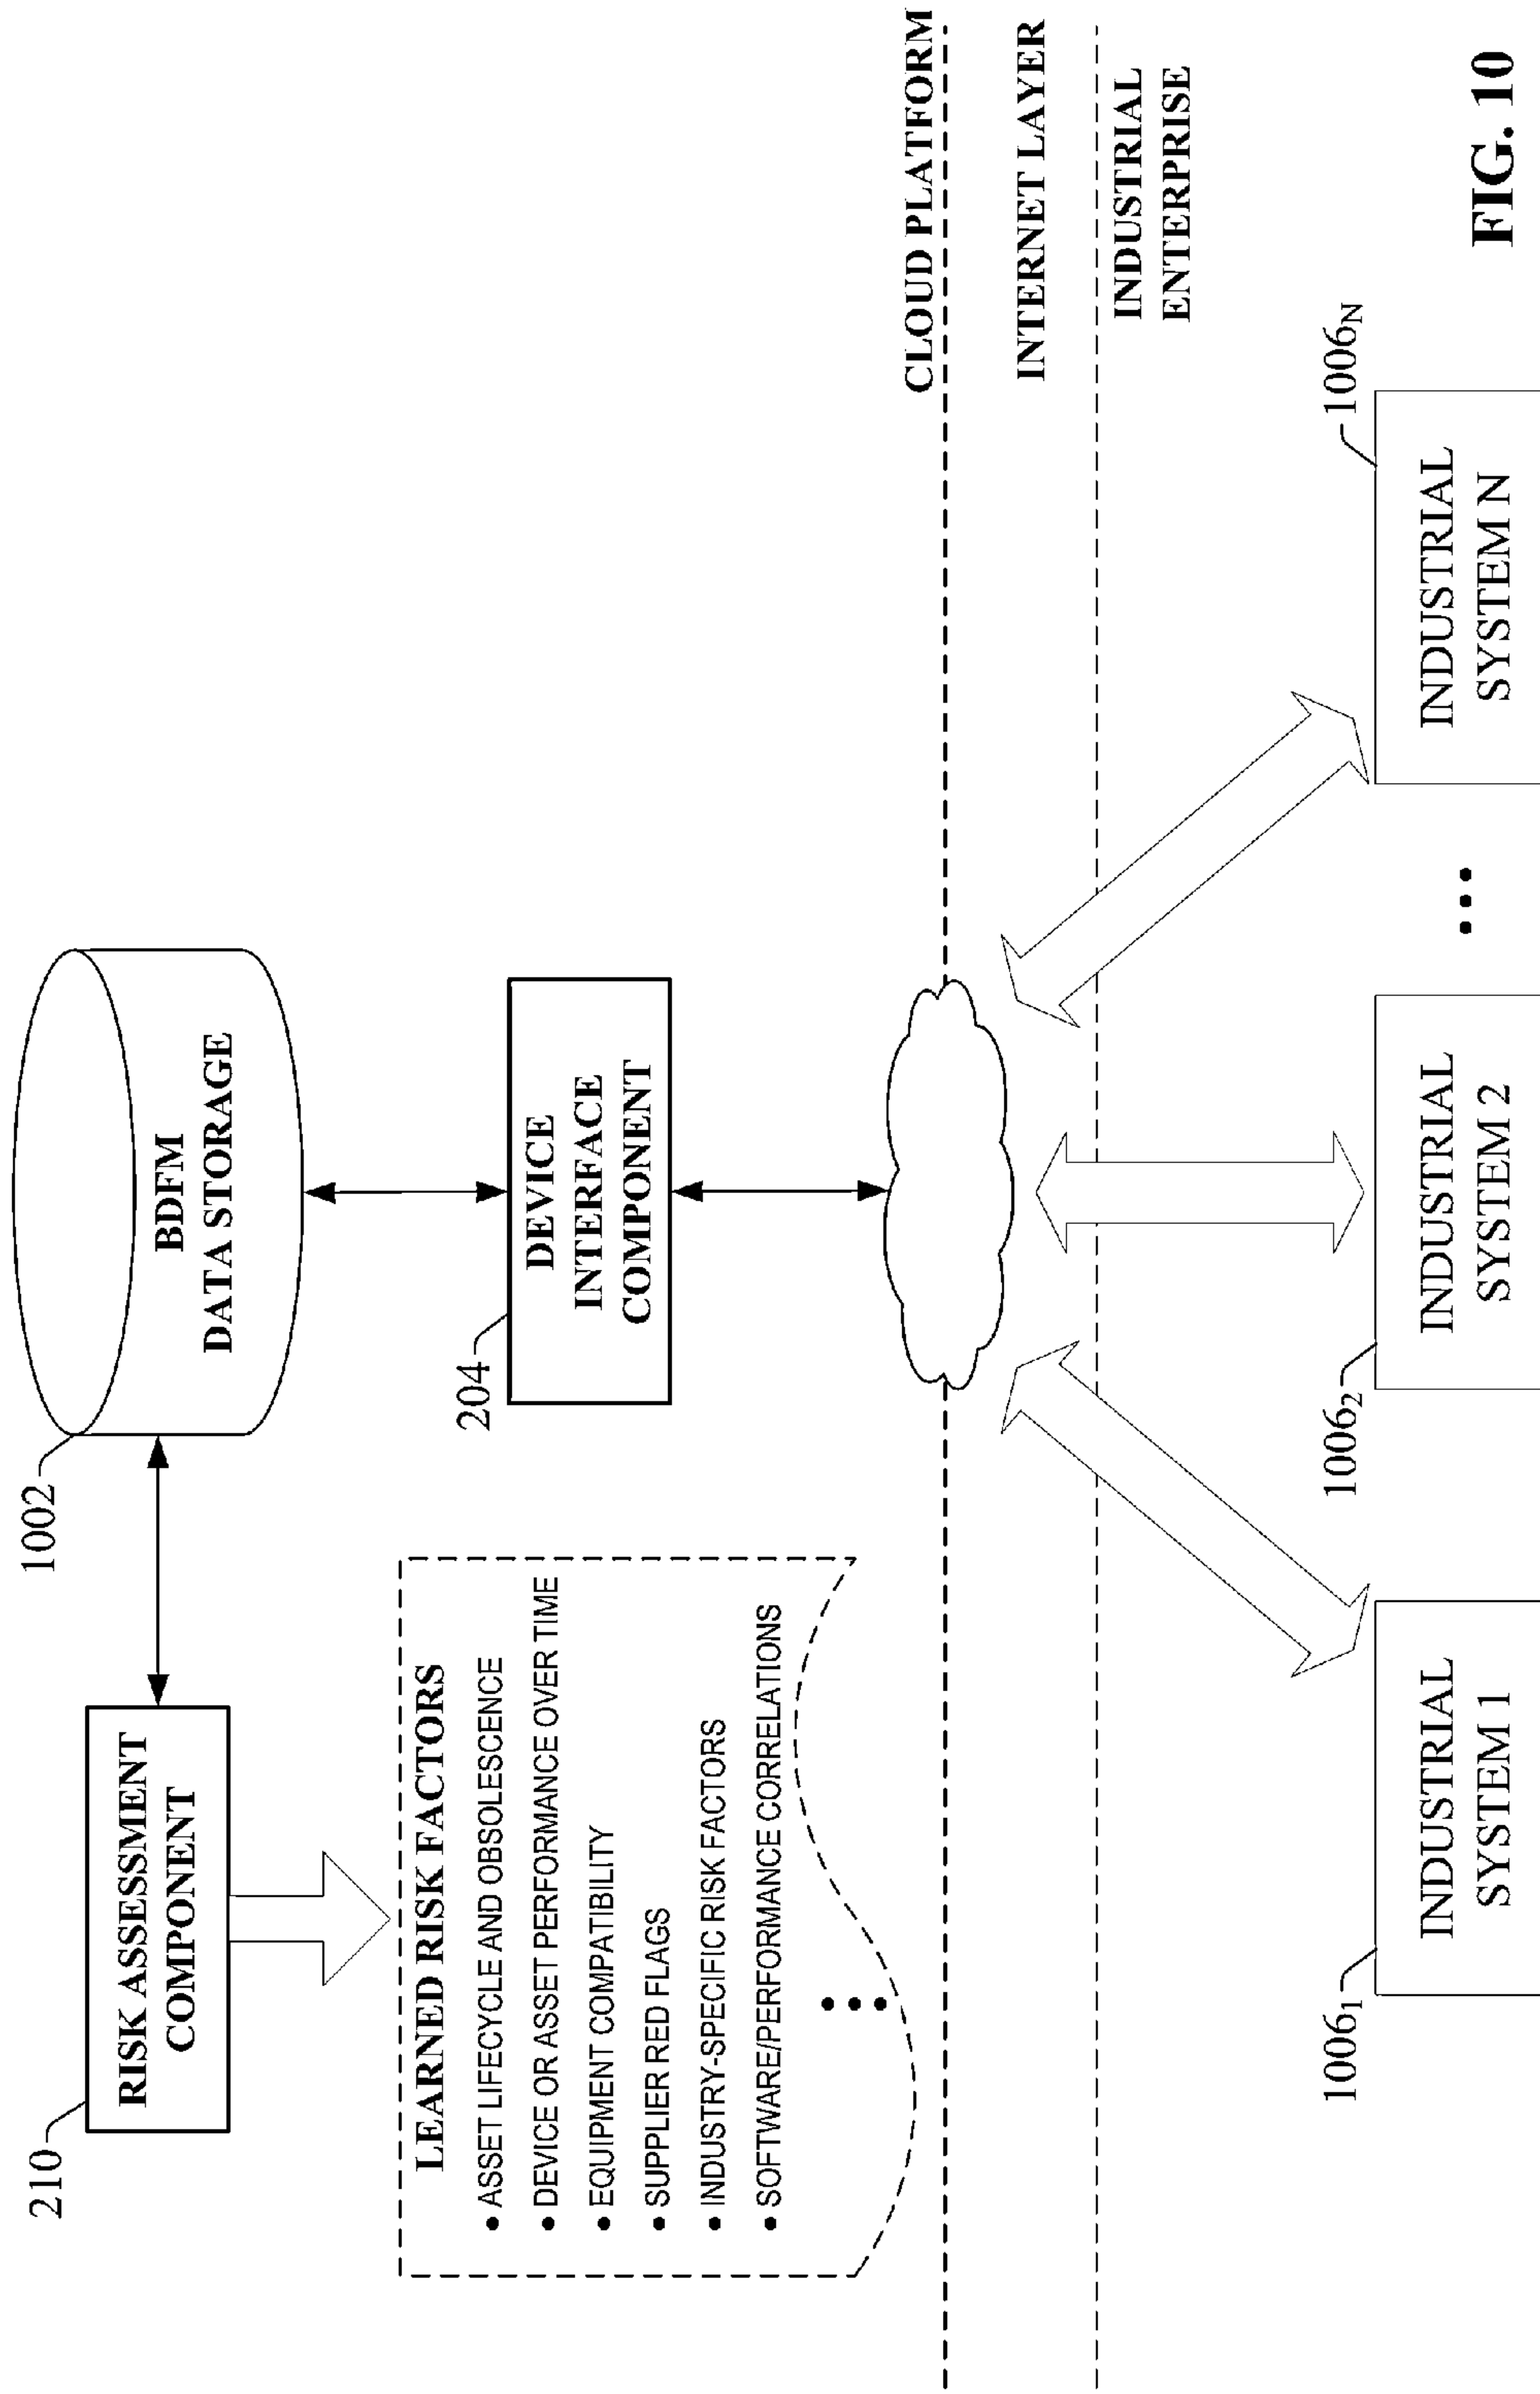 1002
BDFM
DATA STORAGE
210
RISK ASSESSMENT
COMPONENT
204
DEVICE
INTERFACE
COMPONENT
LEARNED RISK FACTORS
• ASSET LIFECYCLE AND OBSOLESCENCE
• DEVICE OR ASSET PERFORMANCE OVER TIME
• EQUIPMENT COMPATIBILITY
• SUPPLIER RED FLAGS
• INDUSTRY-SPECIFIC RISK FACTORS
• SOFTWARE/PERFORMANCE CORRELATIONS
CLOUD PLATFORM
INTERNET LAYER
INDUSTRIAL
ENTERPRISE
1006₁
INDUSTRIAL
SYSTEM 1
1006₂
INDUSTRIAL
SYSTEM 2
...
1006N
INDUSTRIAL
SYSTEM N
FIG. 10